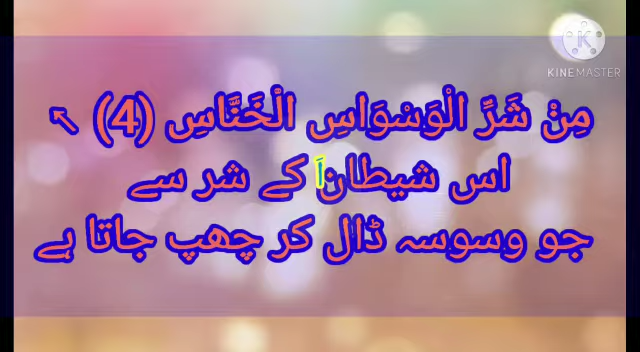 KINEMASTER
مِنْ شَرِّ الْوَسْوَاسِ الْخَنَّاسِ (4) ↖
اس شیطان کے شر سے
جو وسوسہ ڈال کر چھپ جاتا ہے